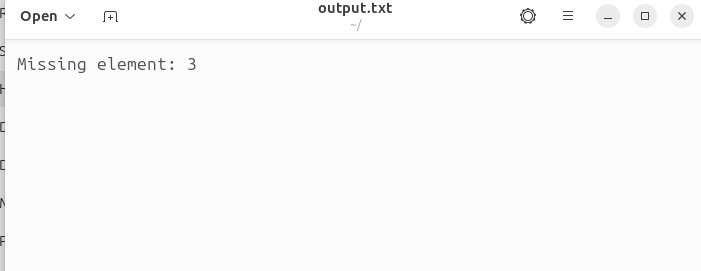 Open
output.txt
~/
Missing element: 3